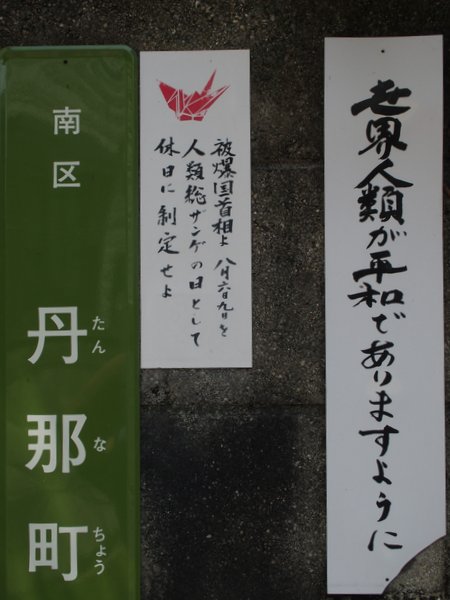 世界人類が平和でありますように
被爆国首相よ 八月六日九日を
人類総ザンゲの日として
休日に制定せよ
南区
丹那町
たんなちょう